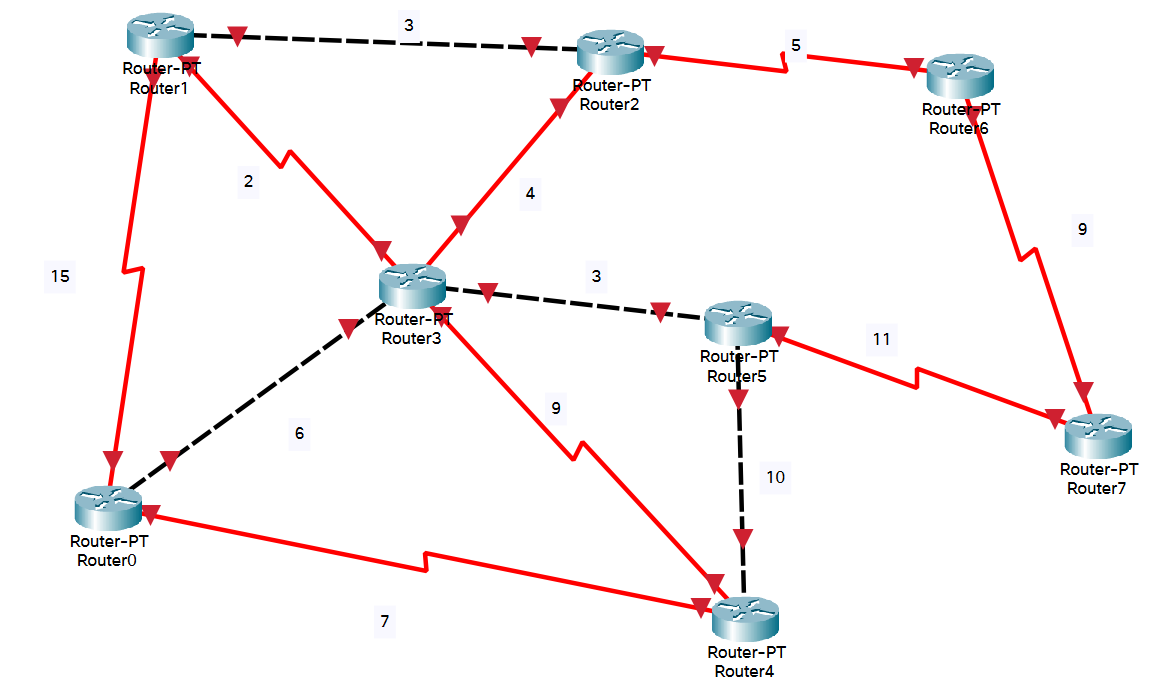 3
5
Router-PT
Router1
Router-PT
Router2
Router-PT
Router6
2
4
9
15
3
Router-PT
Router3
11
Router-PT
Router5
9
6
10
Router-PT
Router7
Router-PT
Router0
7
Router-PT
Router4